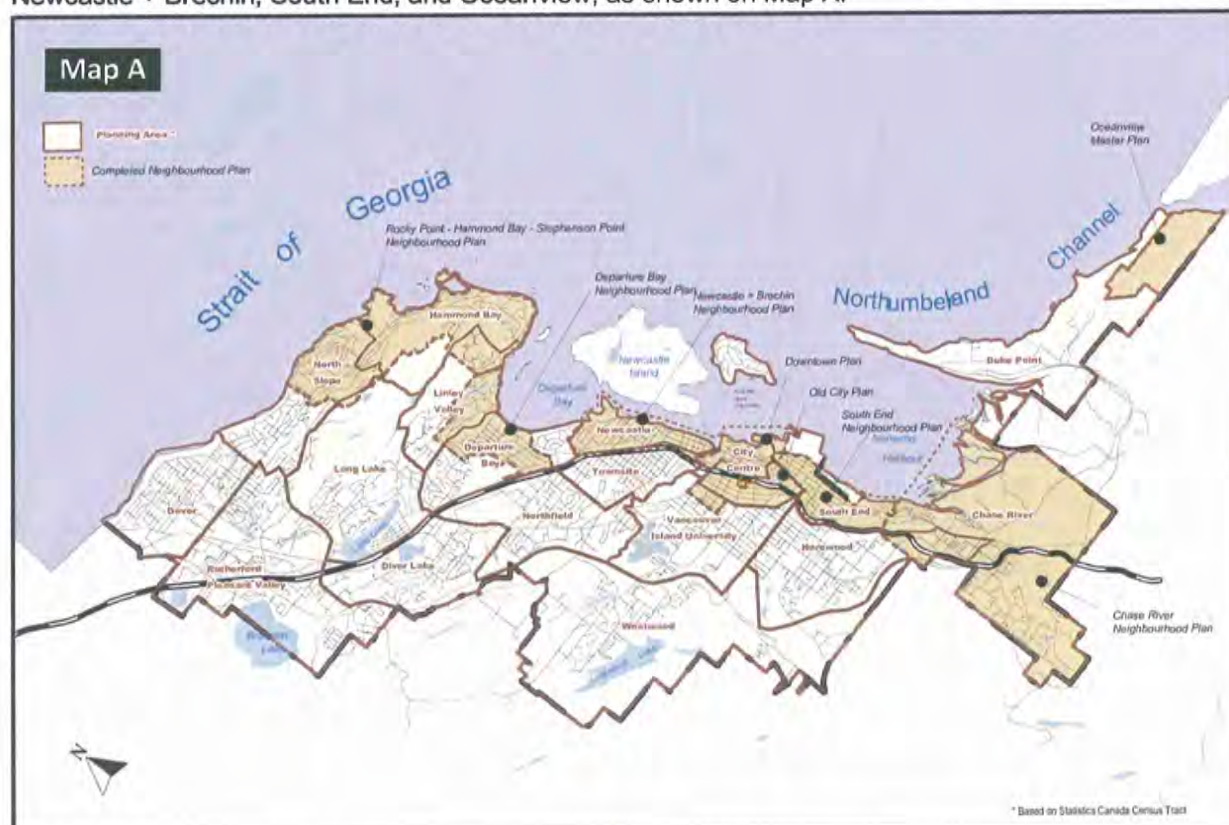 Newcastle + Brechin, South End, and Oceanview, as shown on Map A.
Map A
Planning Area *
Completed Neighbourhood Plan
Strait of Georgia
Rocky Point - Hammond Bay - Stephenson Point
Neighbourhood Plan
Departure Bay
Neighbourhood Plan
Newcastle + Brechin
Neighbourhood Plan
Northumbeland Channel
Oceanview
Master Plan
Downtown Plan
Old City Plan
South End
Neighbourhood Plan
Hammond Bay
North
Slope
Linley
Valley
Departure
Bay
Newcastle
Island
Duke Point
Newcastle
Departure
Bay
City
Centre
Harbour
Long Lake
Townsite
South End
Chase River
Dover
Northfield
Vancouver
Island University
Harewood
Diver Lake
Rutherford
Pleasant Valley
Westwood
Lake
Chase River
Neighbourhood Plan
N
* Based on Statistics Canada Census Tract